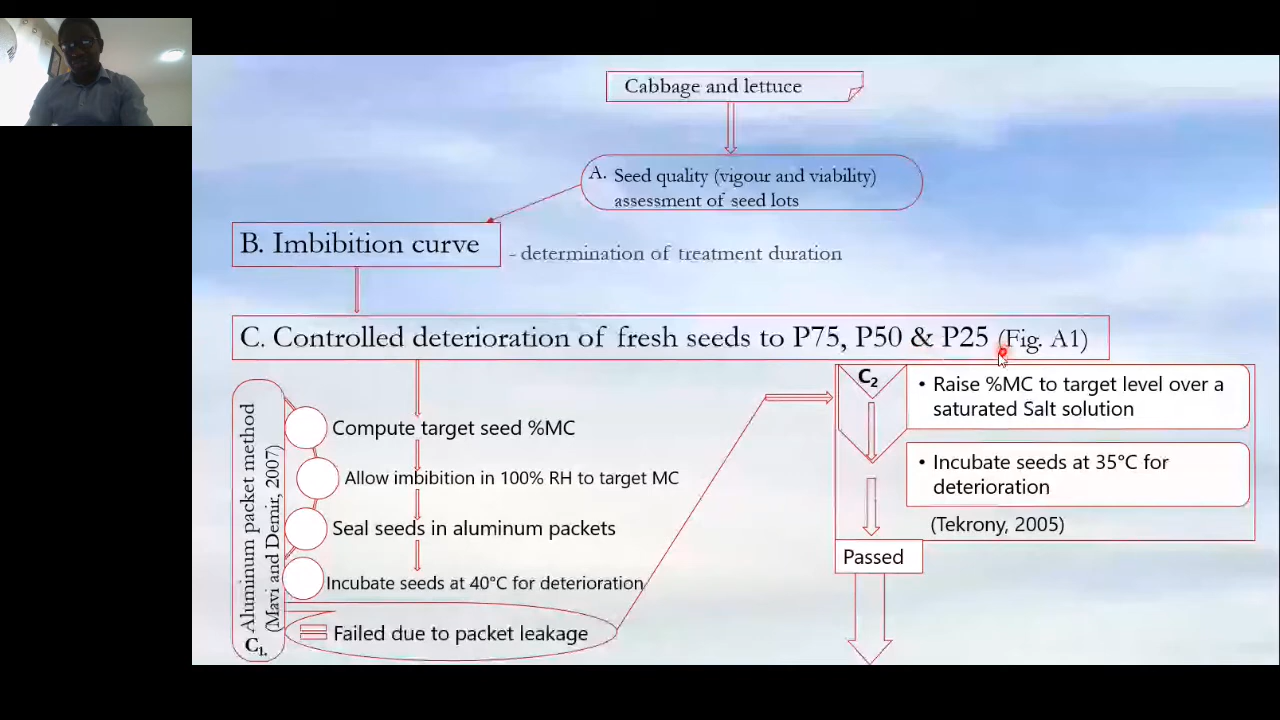 Cabbage and lettuce
A. Seed quality (vigour and viability)
assessment of seed lots
B. Imbibition curve
- determination of treatment duration
C. Controlled deterioration of fresh seeds to P75, P50 & P25 (Fig. A1)
C₁. Aluminum packet method
(Mavi and Demir, 2007)
Compute target seed %MC
Allow imbibition in 100% RH to target MC
Seal seeds in aluminum packets
Incubate seeds at 40°C for deterioration
Failed due to packet leakage
C₂
• Raise %MC to target level over a
saturated Salt solution
• Incubate seeds at 35°C for
deterioration
(Tekrony, 2005)
Passed